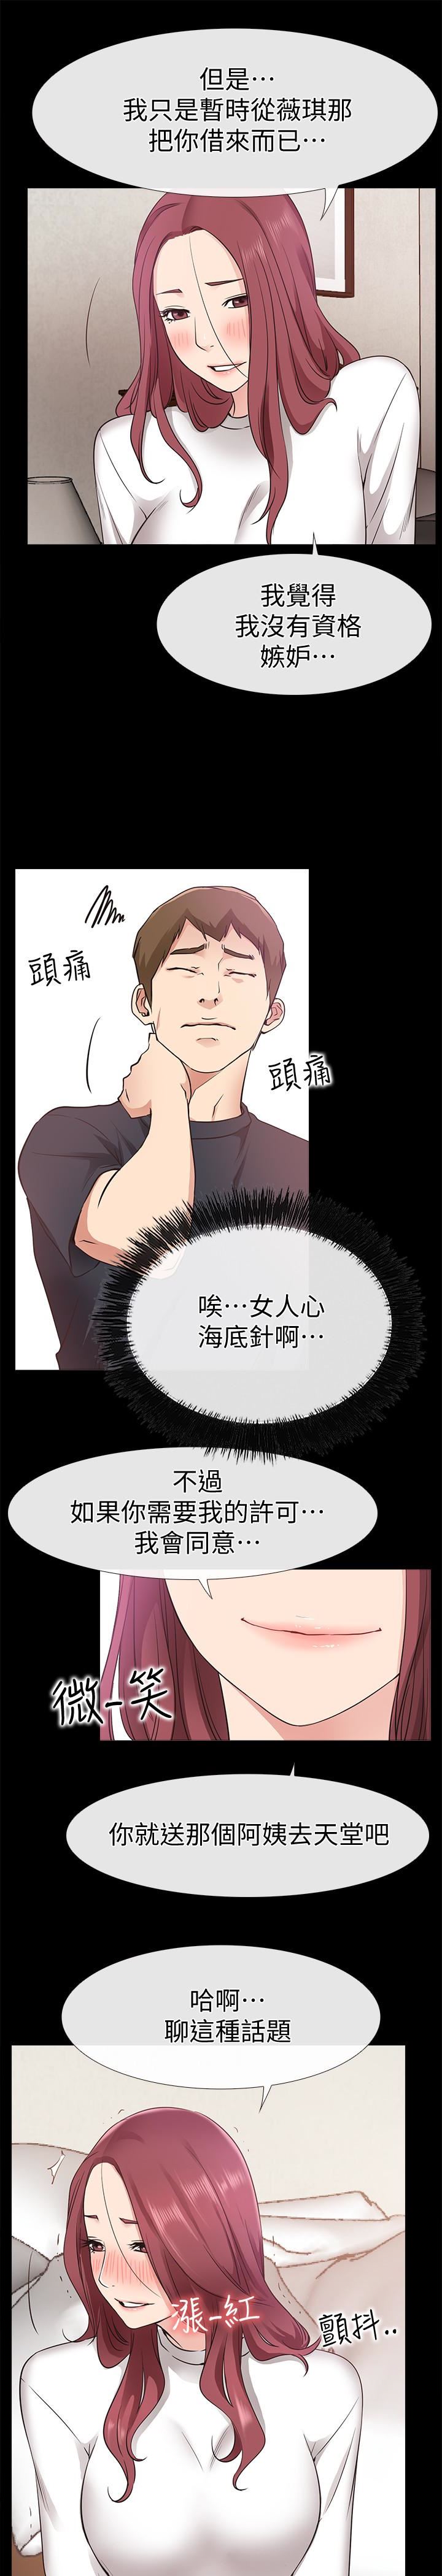 但是⋯
我只是暫時從薇琪那
把你借來而已⋯
我覺得
我沒有資格
嫉妒⋯
頭痛
頭痛
唉⋯女人心
海底針啊⋯
不過
如果你需要我的許可⋯
我會同意⋯
微-笑
你就送那個阿姨去天堂吧
哈啊⋯
聊這種話題
漲-紅
顫抖..